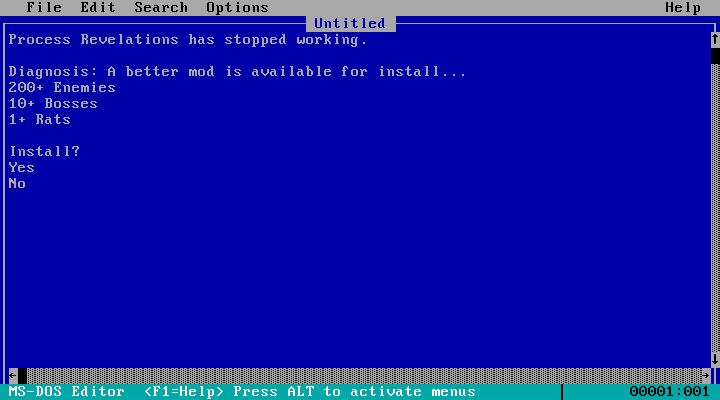 File Edit Search Options Help
Untitled
Process Revelations has stopped working.
Diagnosis: A better mod is available for install...
200+ Enemies
10+ Bosses
1+ Rats
Install?
Yes
No
MS-DOS Editor <F1=Help> Press ALT to activate menus 00001:001